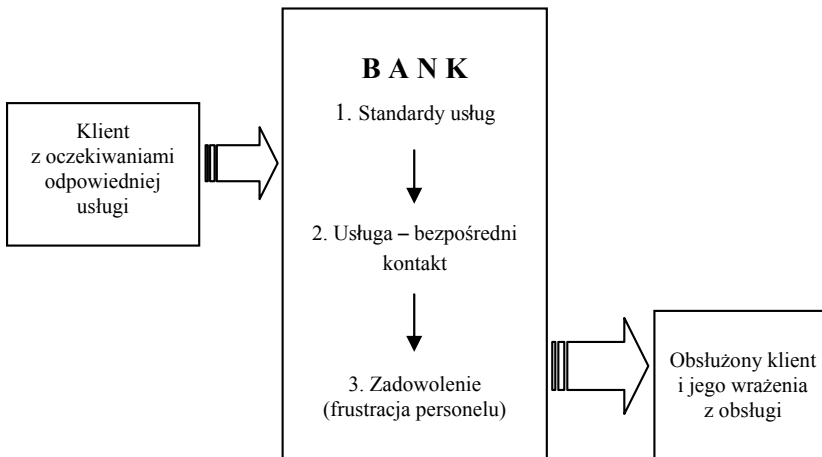 Klient
z oczekiwaniami
odpowiedniej
usługi
B A N K
1. Standardy usług
2. Usługa – bezpośredni
kontakt
3. Zadowolenie
(frustracja personelu)
Obsłużony klient
i jego wrażenia
z obsługi